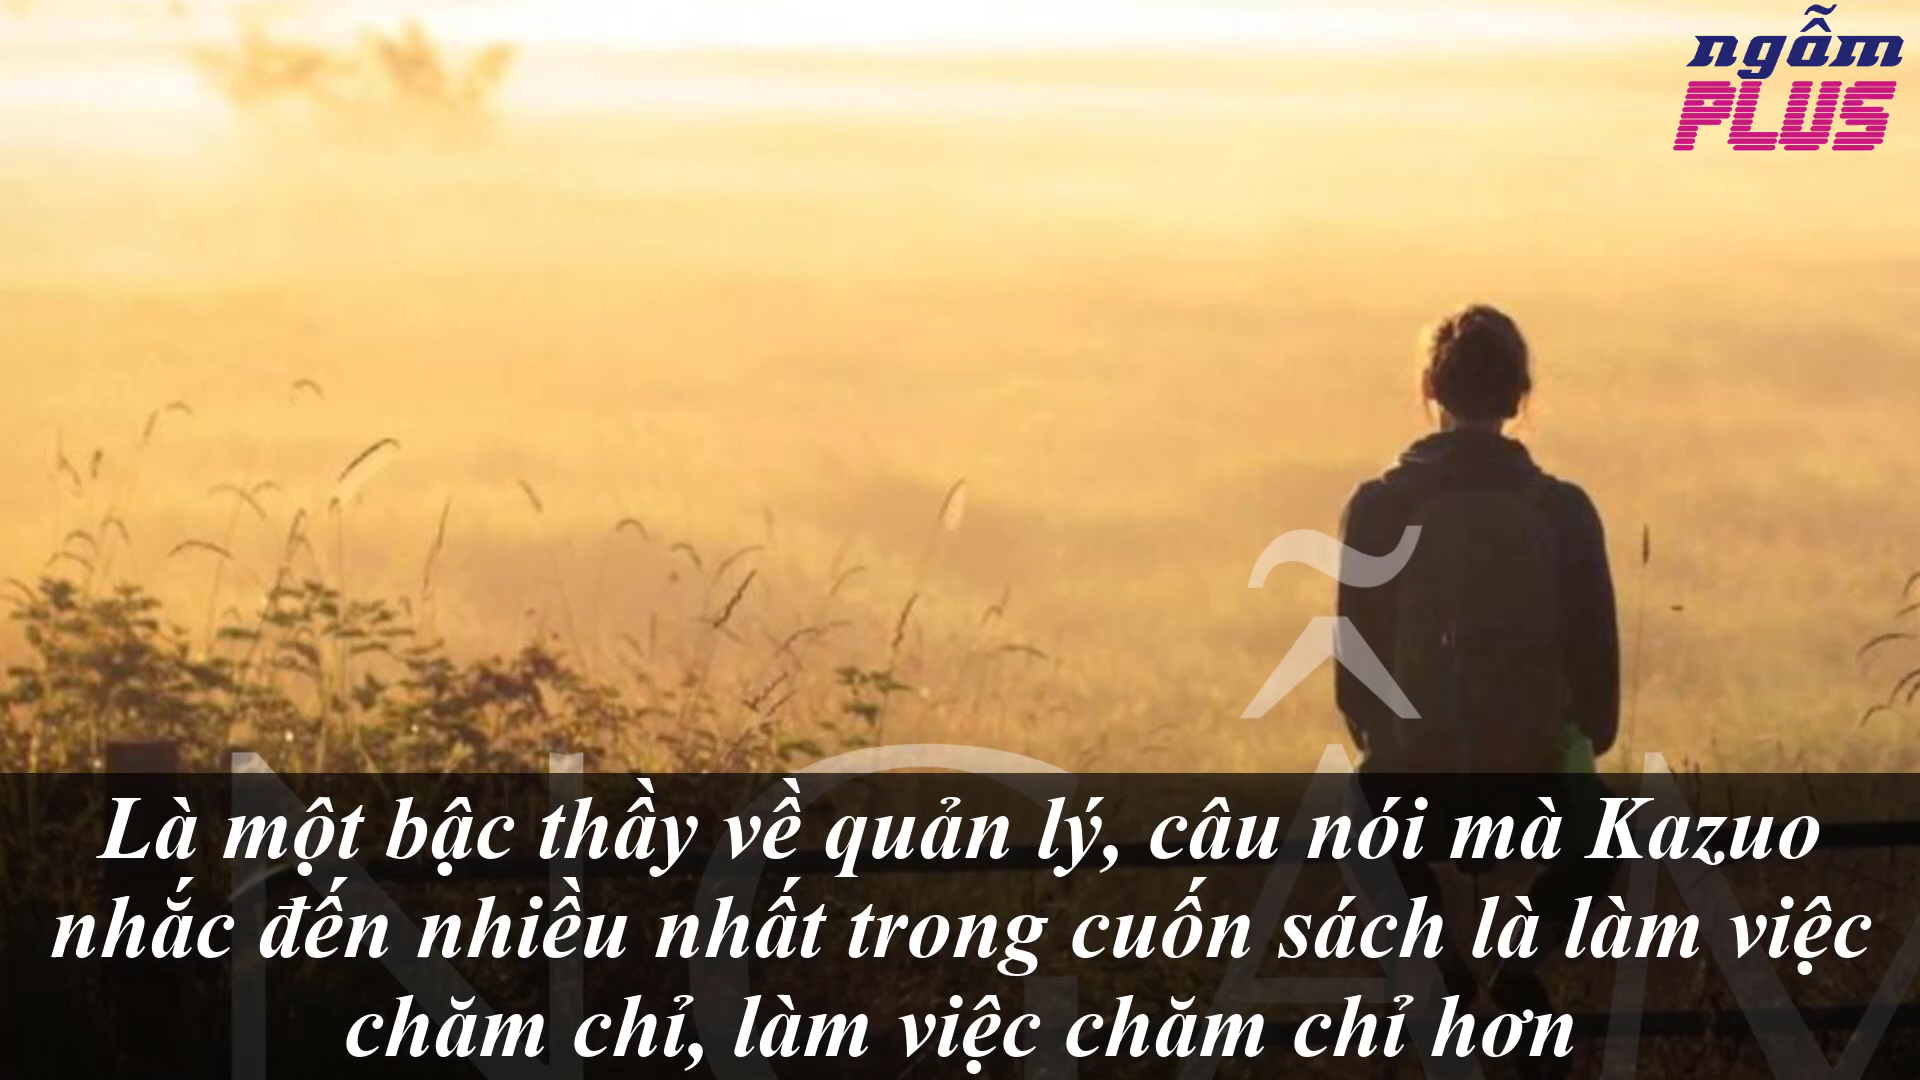 ngẫm
PLUS
NGẪM
Là một bậc thầy về quản lý, câu nói mà Kazuo
nhắc đến nhiều nhất trong cuốn sách là làm việc
chăm chỉ, làm việc chăm chỉ hơn